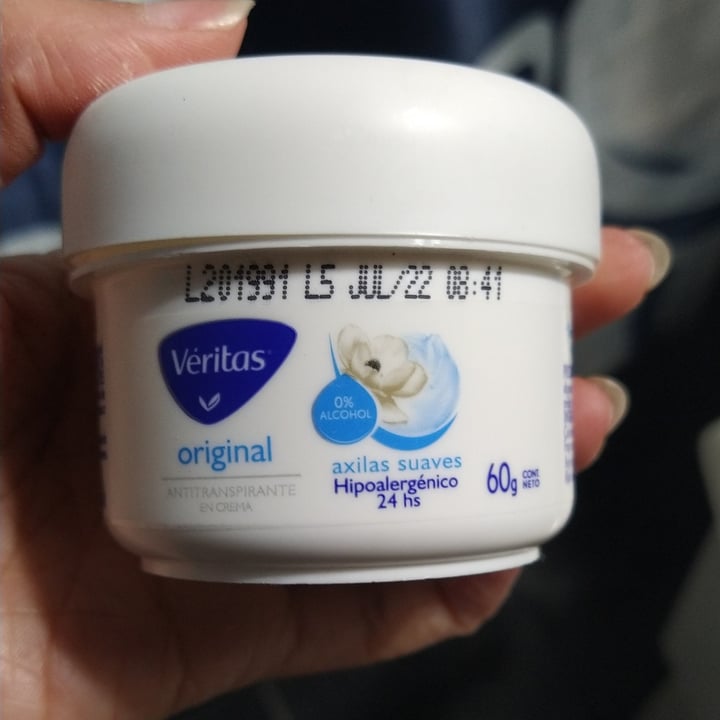 L201991 L5 JUL/22 08:41
Véritas
original
ANTITRANSPIRANTE
EN CREMA
0%
ALCOHOL
axilas suaves
Hipoalergénico
24 hs
60g CONT.
NETO